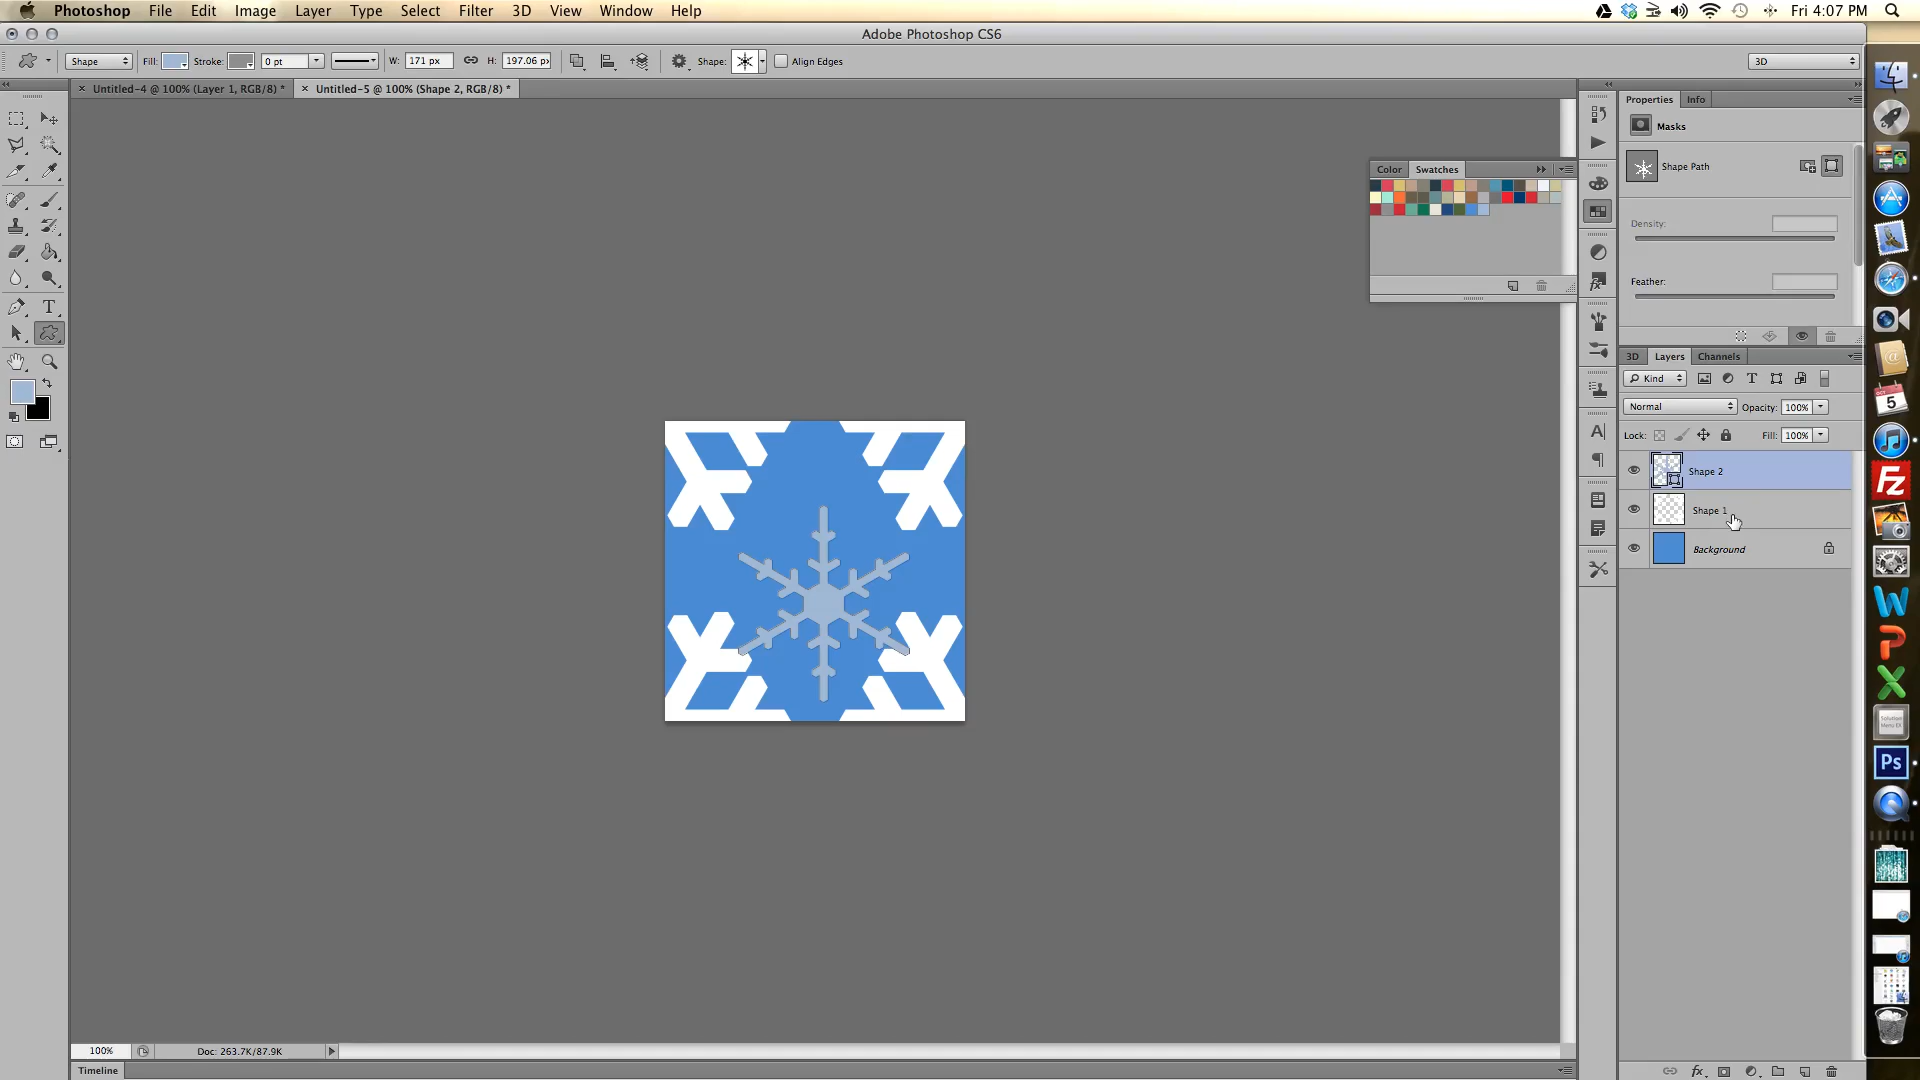 Photoshop File Edit Image Layer Type Select Filter 3D View Window Help Fri 4:07 PM
Adobe Photoshop CS6
Shape Fill: Stroke: 0 pt W: 171 px H: 197.06 px Shape: Align Edges 3D
Untitled-4 @ 100% (Layer 1, RGB/8) * Untitled-5 @ 100% (Shape 2, RGB/8) *
Properties Info
Masks
Shape Path
Color Swatches
Density:
Feather:
3D Layers Channels
Kind
Normal Opacity: 100%
Lock: Fill: 100%
Shape 2
Shape 1
Background
100% Doc: 263.7K/87.9K
Timeline
fx
T
A
5
Fz
W
P
X
Ps